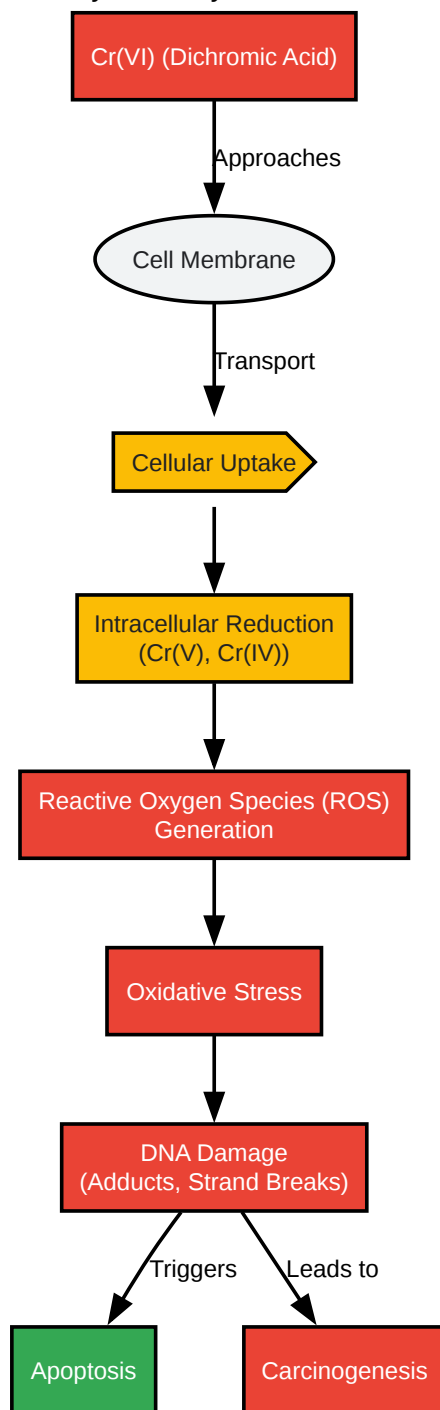 Cr(VI) (Dichromic Acid)
Approaches
Cell Membrane
Transport
Cellular Uptake
Intracellular Reduction
(Cr(V), Cr(IV))
Reactive Oxygen Species (ROS)
Generation
Oxidative Stress
DNA Damage
(Adducts, Strand Breaks)
Triggers
Leads to
Apoptosis
Carcinogenesis